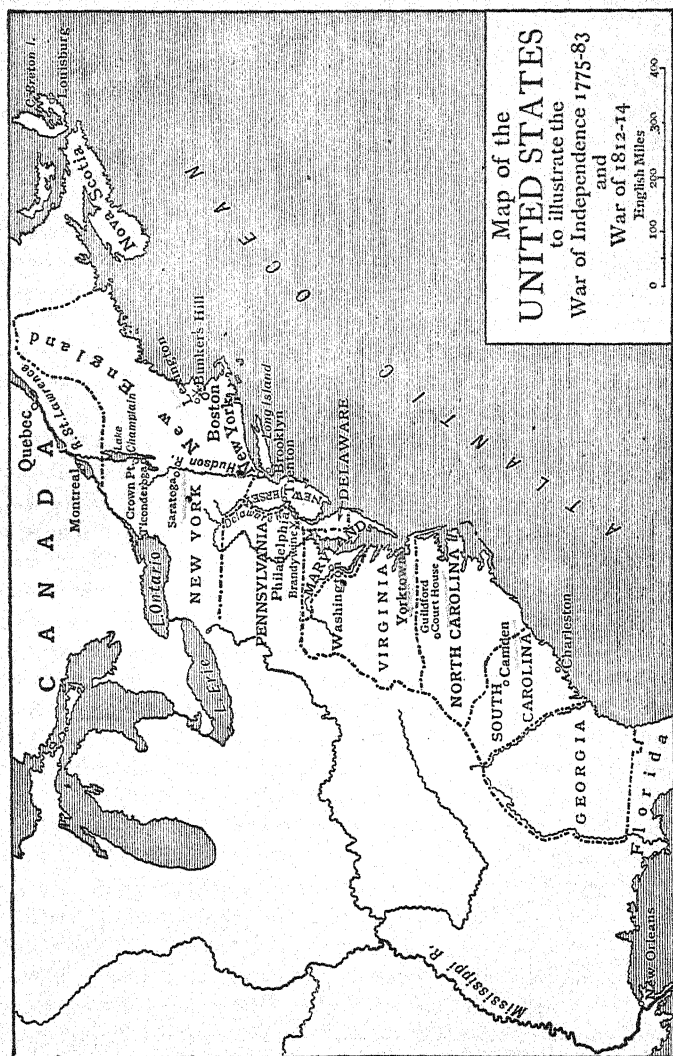 Map of the
UNITED STATES
to illustrate the
War of Independence 1775-83
and
War of 1812-14
English Miles
0 100 200 300 400
CANADA
Quebec
R. St. Lawrence
Montreal
C. Breton I.
Louisburg
Nova Scotia
New England
Lake
Champlain
Crown Pt.
Ticonderoga
Saratoga
L. Ontario
L. Erie
Hudson R.
Lexington
Bunker's Hill
Boston
NEW YORK
New York
Long Island
Brooklyn
Trenton
NEW JERSEY
Delaware
PENNSYLVANIA
Philadelphia
Brandywine
DELAWARE
MARYLAND
Washington
VIRGINIA
Yorktown
Guildford
Court House
NORTH CAROLINA
SOUTH
CAROLINA
Camden
Charleston
GEORGIA
Florida
Mississippi R.
New Orleans
ATLANTIC OCEAN